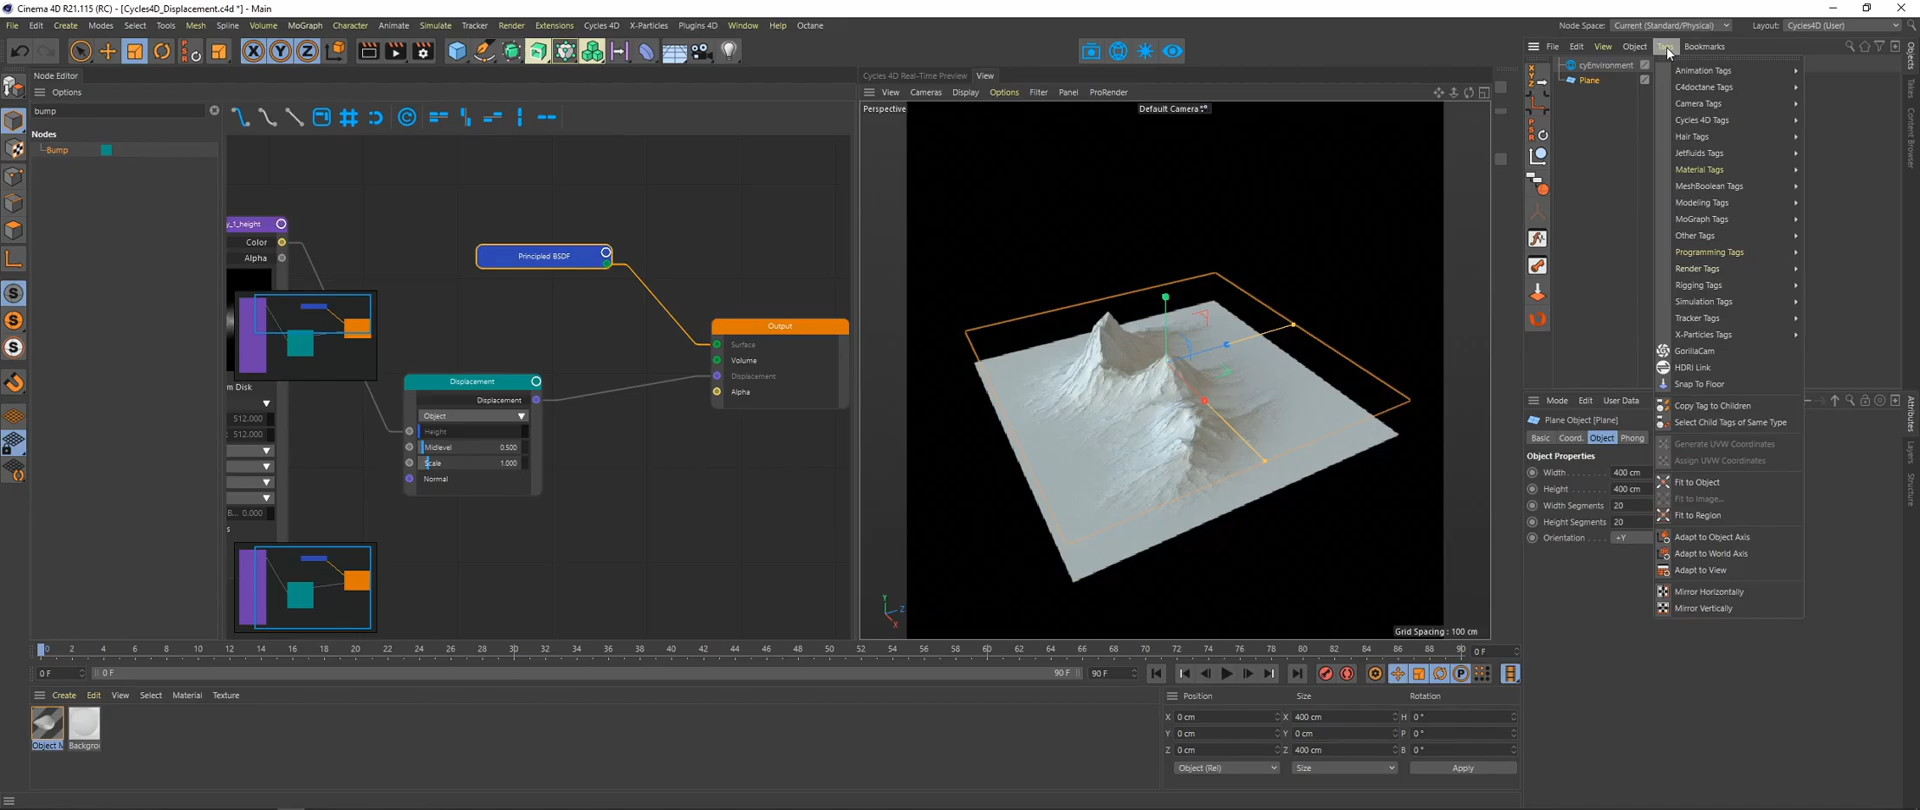 Cinema 4D R21.115 (RC) - [Cycles4D_Displacement.c4d *] - Main
File Edit Create Modes Select Tools Mesh Spline Volume MoGraph Character Animate Simulate Tracker Render Extensions Cycles 4D X-Particles Plugins 4D Window Help Octane
Node Space: Current (Standard/Physical) Layout: Cycles4D (User)
File Edit View Object Tags Bookmarks
Node Editor
Options
bump
Nodes
Bump
y_1_height
Color
Alpha
m Disk
512.000
512.000
B... 0.000
s
Principled BSDF
Displacement
Displacement
Object
Height
Midlevel 0.500
Scale 1.000
Normal
Output
Surface
Volume
Displacement
Alpha
Cycles 4D Real-Time Preview View
View Cameras Display Options Filter Panel ProRender
Perspective
Default Camera
Y
Z
X
Grid Spacing : 100 cm
cyEnvironment
Plane
Animation Tags
C4doctane Tags
Camera Tags
Cycles 4D Tags
Hair Tags
Jetfluids Tags
Material Tags
MeshBoolean Tags
Modeling Tags
MoGraph Tags
Other Tags
Programming Tags
Render Tags
Rigging Tags
Simulation Tags
Tracker Tags
X-Particles Tags
GorillaCam
HDRI Link
Snap To Floor
Copy Tag to Children
Select Child Tags of Same Type
Generate UVW Coordinates
Assign UVW Coordinates
Fit to Object
Fit to Image...
Fit to Region
Adapt to Object Axis
Adapt to World Axis
Adapt to View
Mirror Horizontally
Mirror Vertically
Mode Edit User Data
Plane Object [Plane]
Basic Coord. Object Phong
Object Properties
Width 400 cm
Height 400 cm
Width Segments 20
Height Segments 20
Orientation +Y
Objects
Takes
Content Browser
Attributes
Layers
Structure
0 2 4 6 8 10 12 14 16 18 20 22 24 26 28 30 32 34 36 38 40 42 44 46 48 50 52 54 56 58 60 62 64 66 68 70 72 74 76 78 80 82 84 86 88 90 0 F
0 F 0 F 90 F 90 F
Create Edit View Select Material Texture
Object M
Backgrou
Position Size Rotation
X 0 cm X 400 cm H 0 °
Y 0 cm Y 0 cm P 0 °
Z 0 cm Z 400 cm B 0 °
Object (Rel) Size Apply